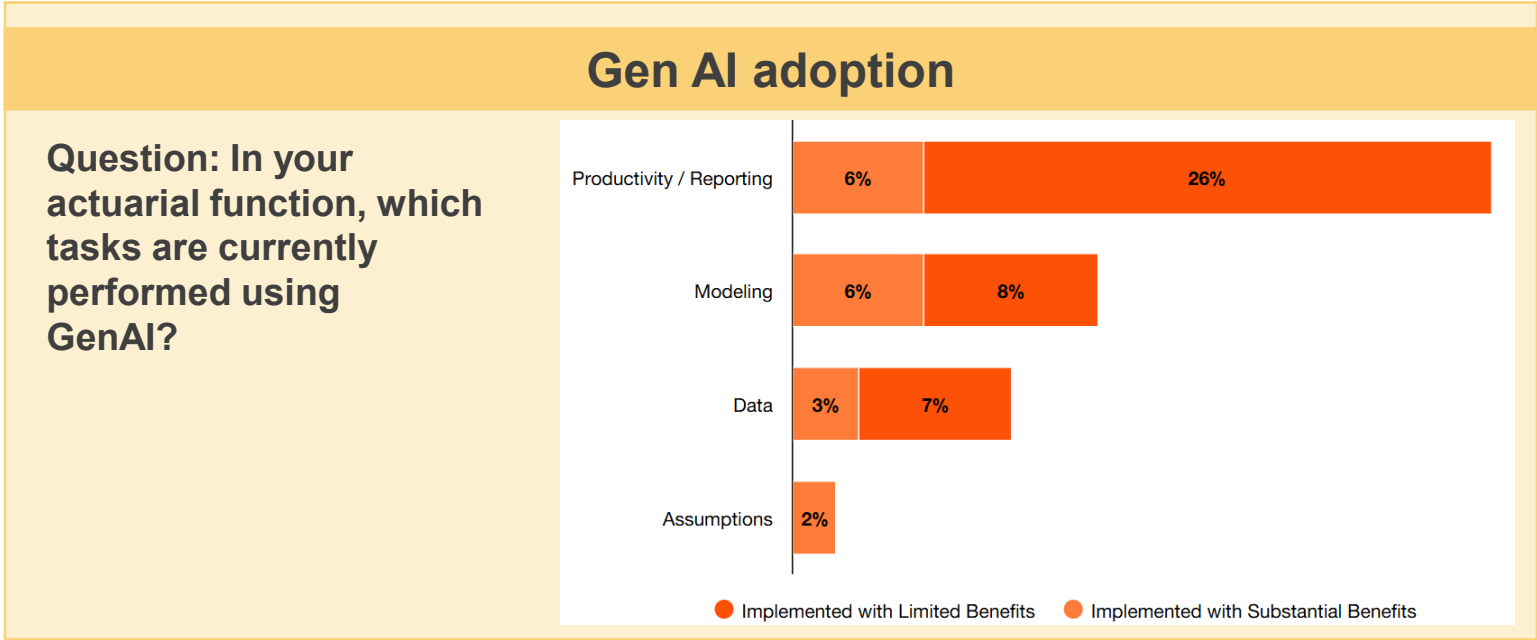 Gen AI adoption
Question: In your
actuarial function, which
tasks are currently
performed using
GenAI?
Productivity / Reporting
6%
26%
Modeling
6%
8%
Data
3%
7%
Assumptions
2%
Implemented with Limited Benefits
Implemented with Substantial Benefits